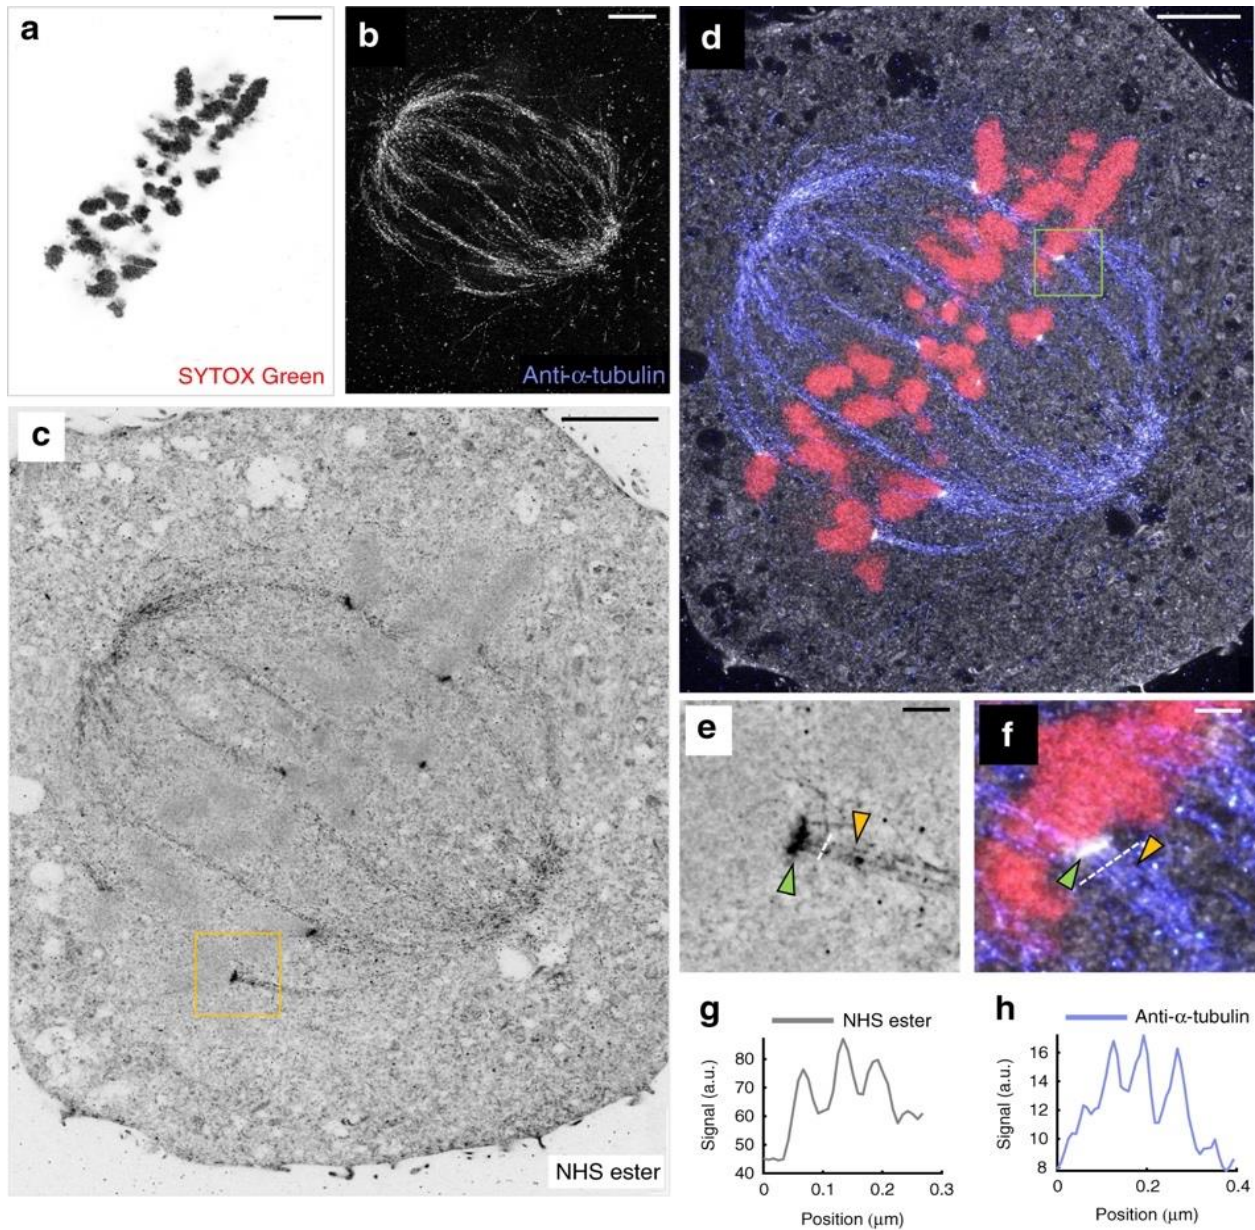 a
SYTOX Green
b
Anti-α-tubulin
c
NHS ester
d
e
f
g
NHS ester
Signal (a.u.)
80
70
60
50
40
0
0.1
0.2
0.3
Position (μm)
h
Anti-α-tubulin
Signal (a.u.)
16
14
12
10
8
0
0.2
0.4
Position (μm)